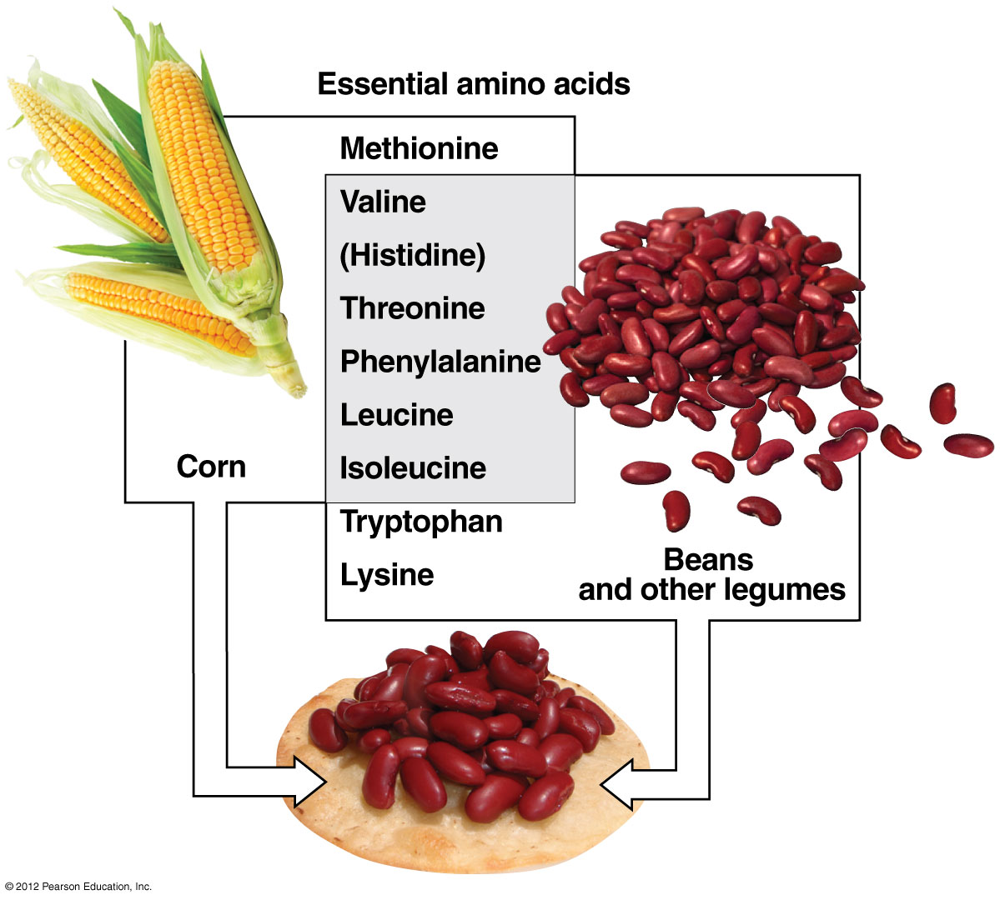 Essential amino acids
Methionine
Valine
(Histidine)
Threonine
Phenylalanine
Leucine
Isoleucine
Tryptophan
Lysine
Corn
Beans
and other legumes
© 2012 Pearson Education, Inc.